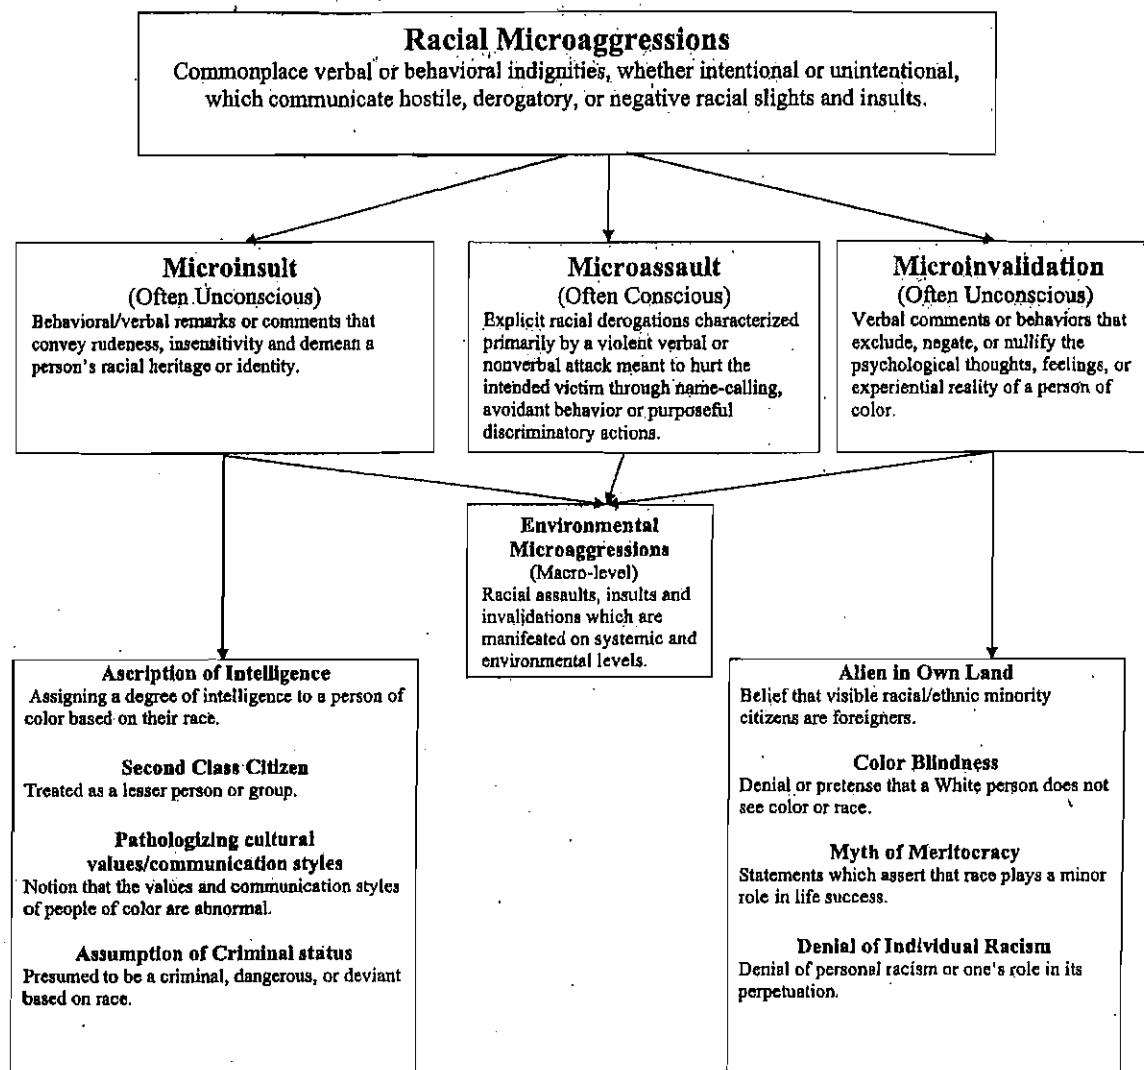 Racial Microaggressions
Commonplace verbal or behavioral indignities, whether intentional or unintentional,
which communicate hostile, derogatory, or negative racial slights and insults.
Microinsult
(Often Unconscious)
Behavioral/verbal remarks or comments that
convey rudeness, insensitivity and demean a
person's racial heritage or identity.
Microassault
(Often Conscious)
Explicit racial derogations characterized
primarily by a violent verbal or
nonverbal attack meant to hurt the
intended victim through name-calling,
avoidant behavior or purposeful
discriminatory actions.
Microinvalidation
(Often Unconscious)
Verbal comments or behaviors that
exclude, negate, or nullify the
psychological thoughts, feelings, or
experiential reality of a person of
color.
Environmental
Microaggressions
(Macro-level)
Racial assaults, insults and
invalidations which are
manifested on systemic and
environmental levels.
Ascription of Intelligence
Assigning a degree of intelligence to a person of
color based on their race.
Second Class Citizen
Treated as a lesser person or group.
Pathologizing cultural
values/communication styles
Notion that the values and communication styles
of people of color are abnormal.
Assumption of Criminal status
Presumed to be a criminal, dangerous, or deviant
based on race.
Alien in Own Land
Belief that visible racial/ethnic minority
citizens are foreigners.
Color Blindness
Denial or pretense that a White person does not
see color or race.
Myth of Meritocracy
Statements which assert that race plays a minor
role in life success.
Denial of Individual Racism
Denial of personal racism or one's role in its
perpetuation.